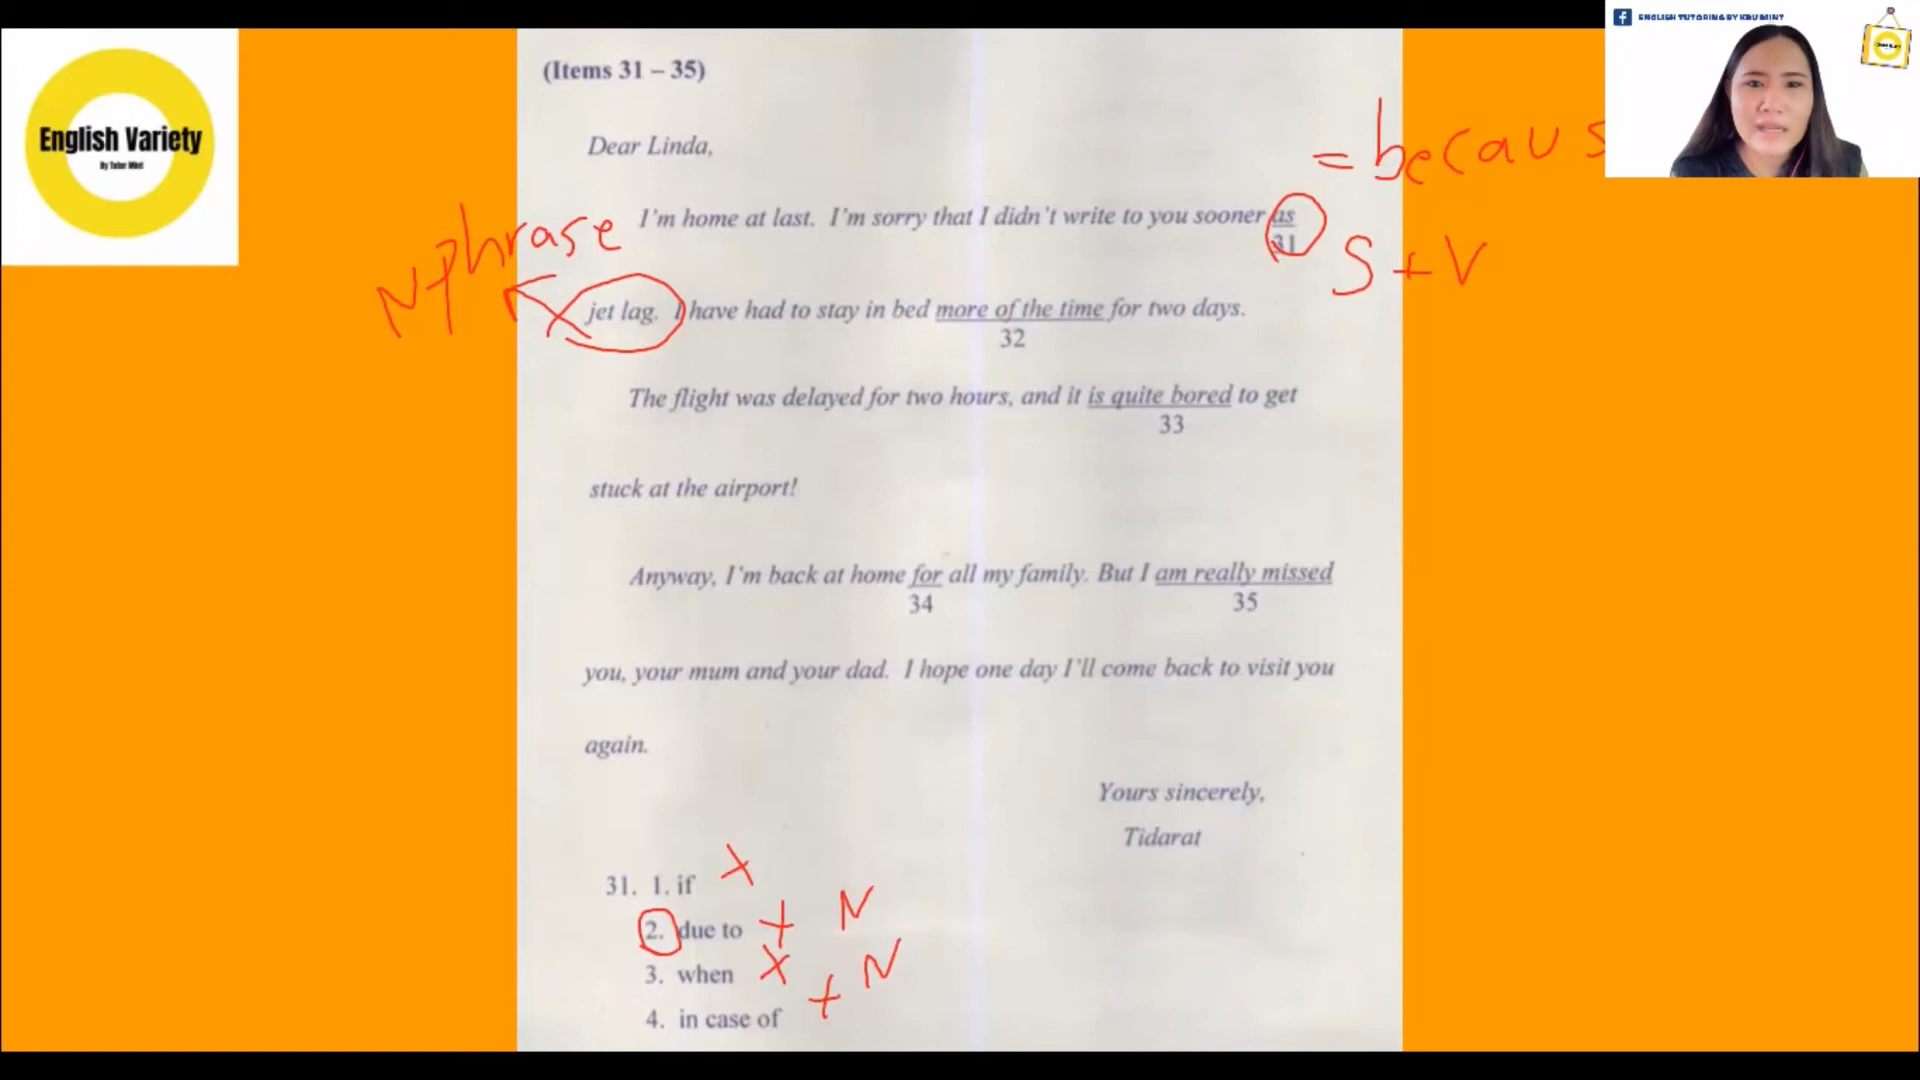 ENGLISH TUTORING BY KRU MINT
English Variety
By Tutor Mint
(Items 31 – 35)
Dear Linda,
= becaus
I'm home at last. I'm sorry that I didn't write to you sooner as
31
S + V
N phrase
jet lag. I have had to stay in bed more of the time for two days.
32
The flight was delayed for two hours, and it is quite bored to get
33
stuck at the airport!
Anyway, I'm back at home for all my family. But I am really missed
34 35
you, your mum and your dad. I hope one day I'll come back to visit you
again.
Yours sincerely,
Tidarat
31. 1. if x
2. due to + N
3. when x
4. in case of + N